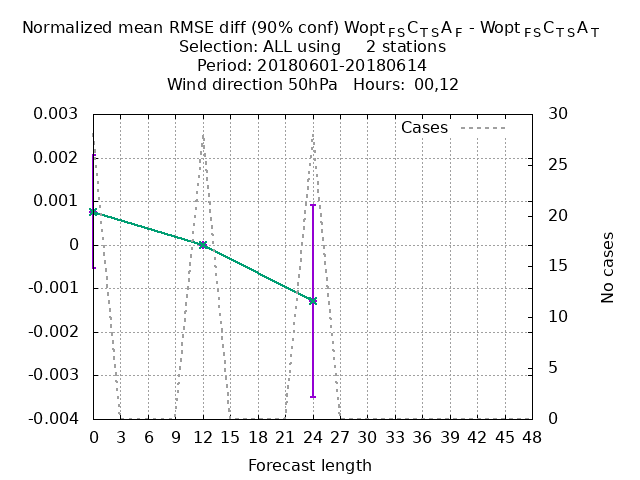 Normalized mean RMSE diff (90% conf) Wopt FS C T S A F - Wopt FS C T S A T
Selection: ALL using 2 stations
Period: 20180601-20180614
Wind direction 50hPa Hours: 00,12
Cases
0.003
0.002
0.001
0
-0.001
-0.002
-0.003
-0.004
30
25
20
15
10
5
0
No cases
0 3 6 9 12 15 18 21 24 27 30 33 36 39 42 45 48
Forecast length